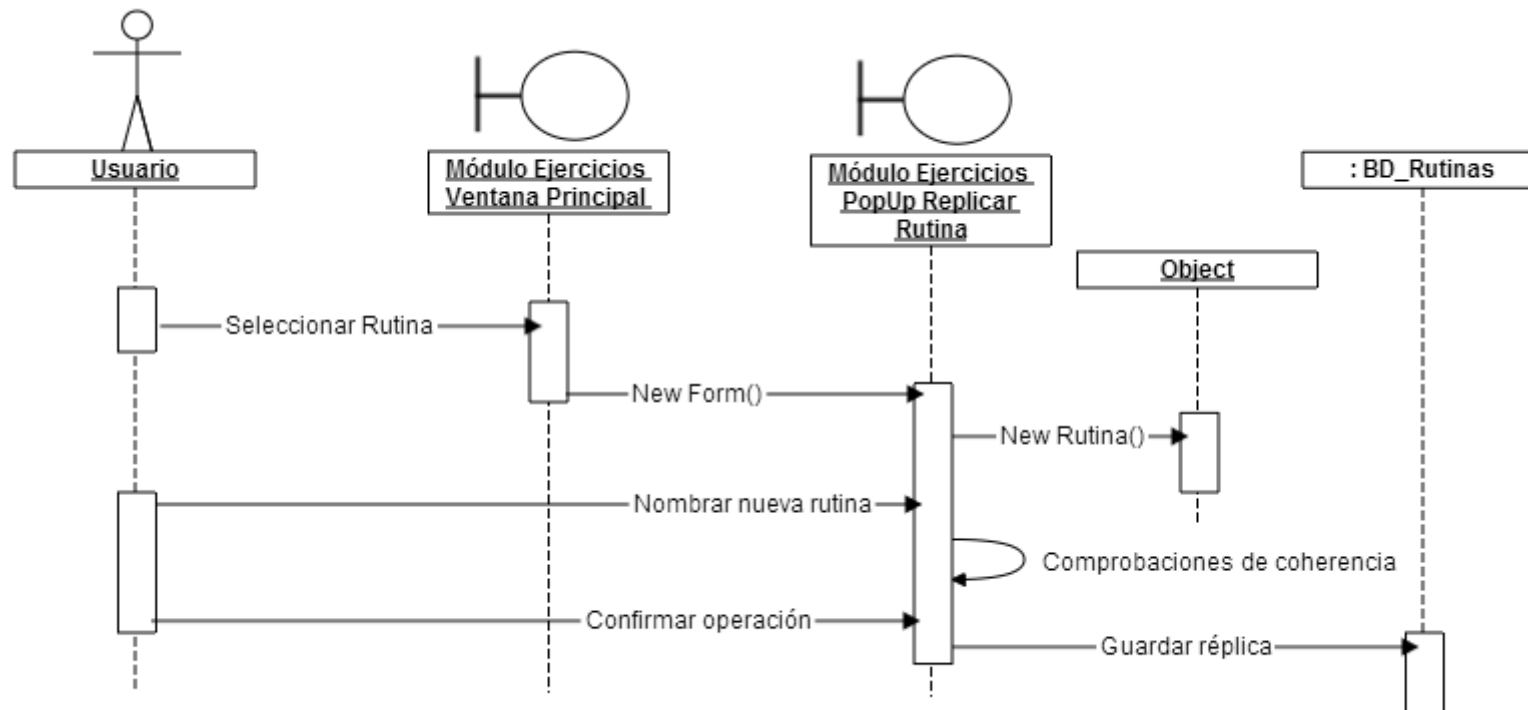 Usuario
Módulo Ejercicios
Ventana Principal
Módulo Ejercicios
PopUp Replicar
Rutina
: BD_Rutinas
Object
Seleccionar Rutina
New Form()
New Rutina()
Nombrar nueva rutina
Comprobaciones de coherencia
Confirmar operación
Guardar réplica